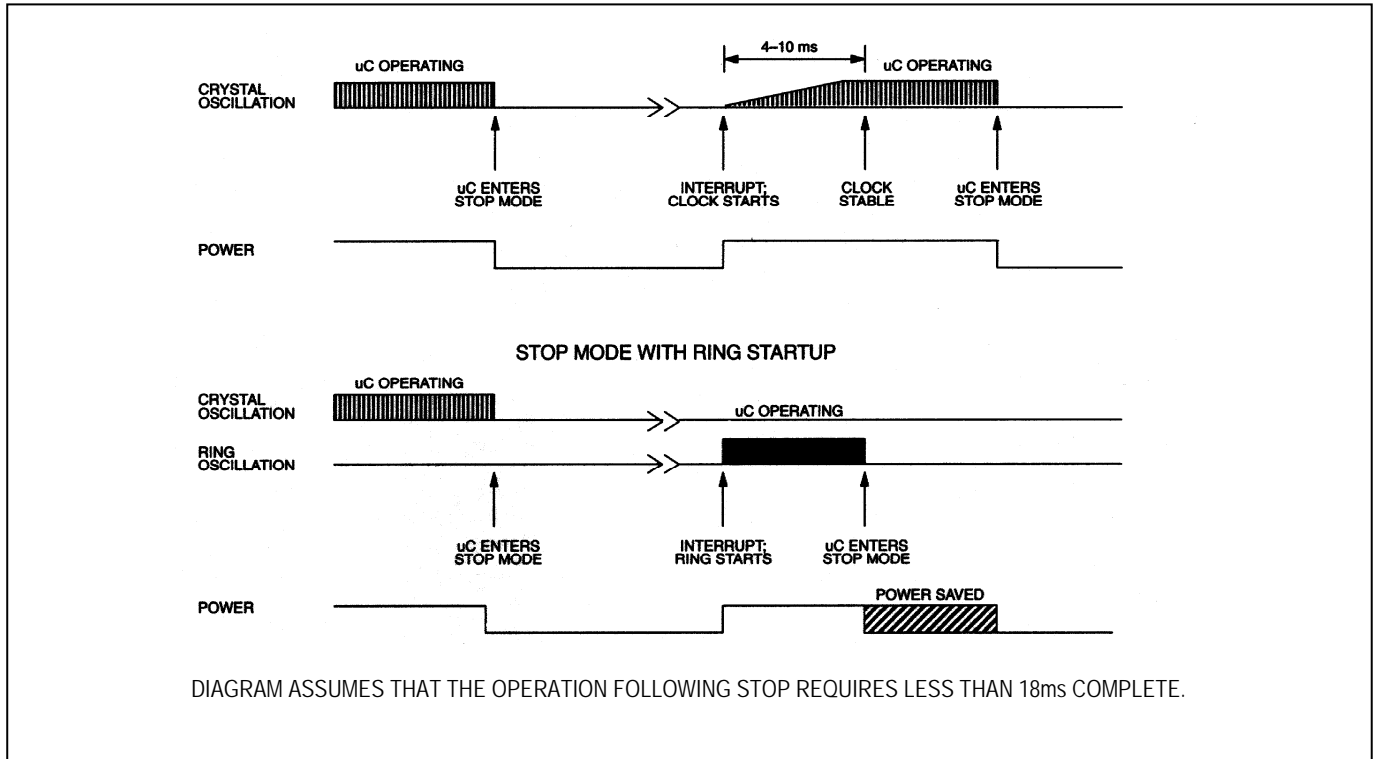 4–10 ms
uC OPERATING
uC OPERATING
CRYSTAL
OSCILLATION
uC ENTERS
STOP MODE
INTERRUPT;
CLOCK STARTS
CLOCK
STABLE
uC ENTERS
STOP MODE
POWER
STOP MODE WITH RING STARTUP
uC OPERATING
CRYSTAL
OSCILLATION
uC OPERATING
RING
OSCILLATION
uC ENTERS
STOP MODE
INTERRUPT;
RING STARTS
uC ENTERS
STOP MODE
POWER
POWER SAVED
DIAGRAM ASSUMES THAT THE OPERATION FOLLOWING STOP REQUIRES LESS THAN 18ms COMPLETE.